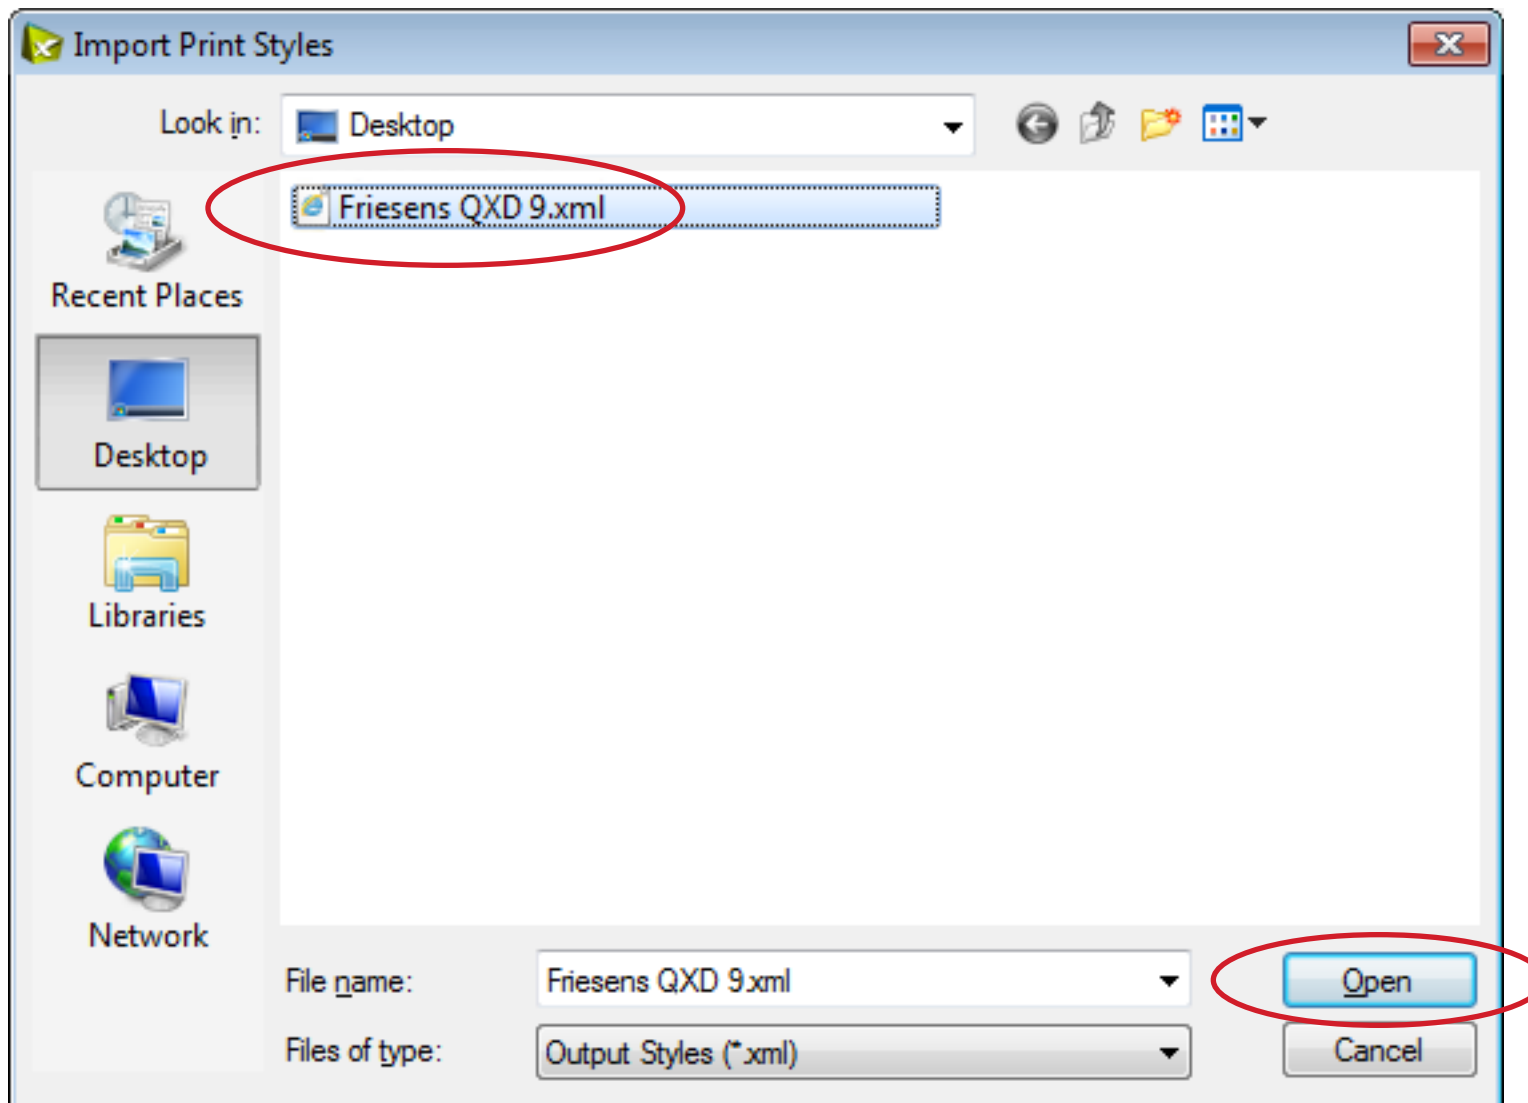 Import Print Styles
Look in: Desktop
Friesens QXD 9.xml
Recent Places
Desktop
Libraries
Computer
Network
File name: Friesens QXD 9.xml Open
Files of type: Output Styles (*.xml) Cancel